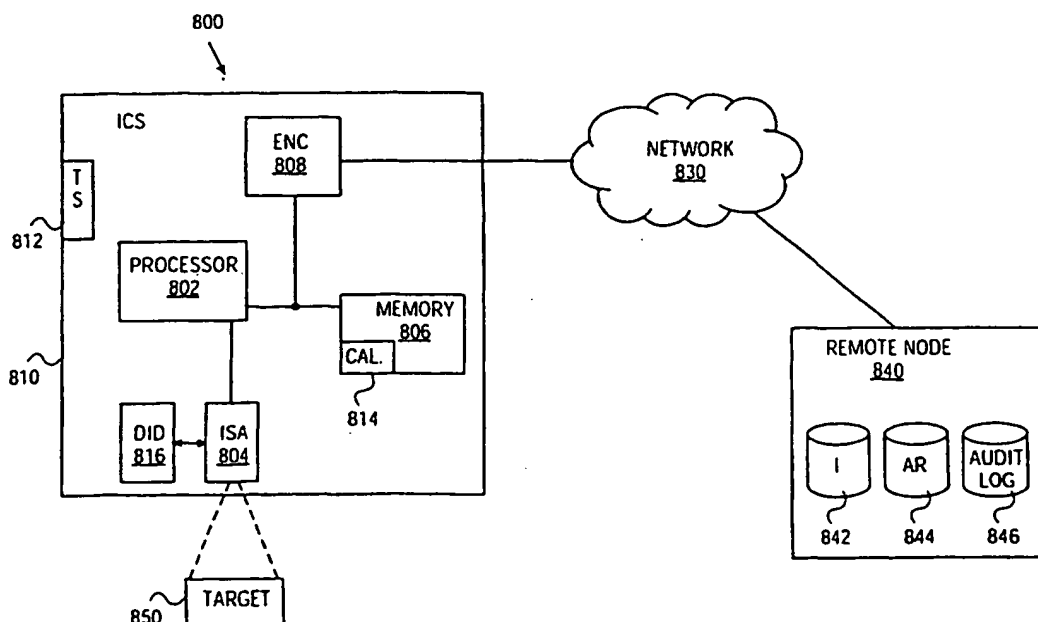 800
ICS
ENC
808
NETWORK
830
T
S
812
PROCESSOR
802
MEMORY
806
CAL.
814
810
DID
816
ISA
804
REMOTE NODE
840
I
AR
AUDIT
LOG
842
844
846
850
TARGET